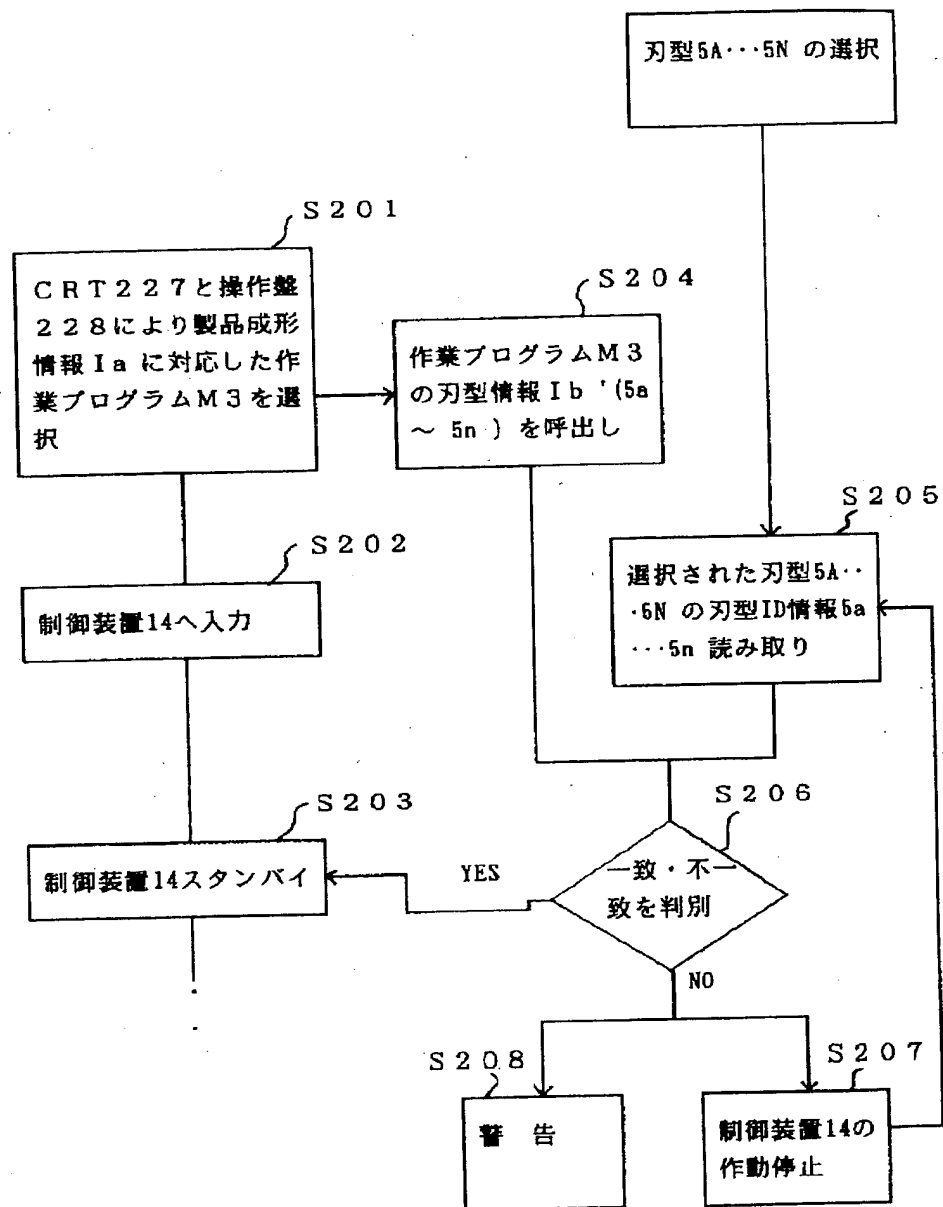 刃型5A･･･5N の選択
S201
CRT227と操作盤
228により製品成形
情報Ia に対応した作
業プログラムM3を選
択
S204
作業プログラムM3
の刃型情報Ib'(5a
～ 5n ) を呼出し
S202
制御装置14へ入力
S205
選択された刃型5A･･
･5N の刃型ID情報5a
･･･5n 読み取り
S203
制御装置14スタンバイ
S206
一致・不一
致を判別
YES
NO
S208
警 告
S207
制御装置14の
作動停止